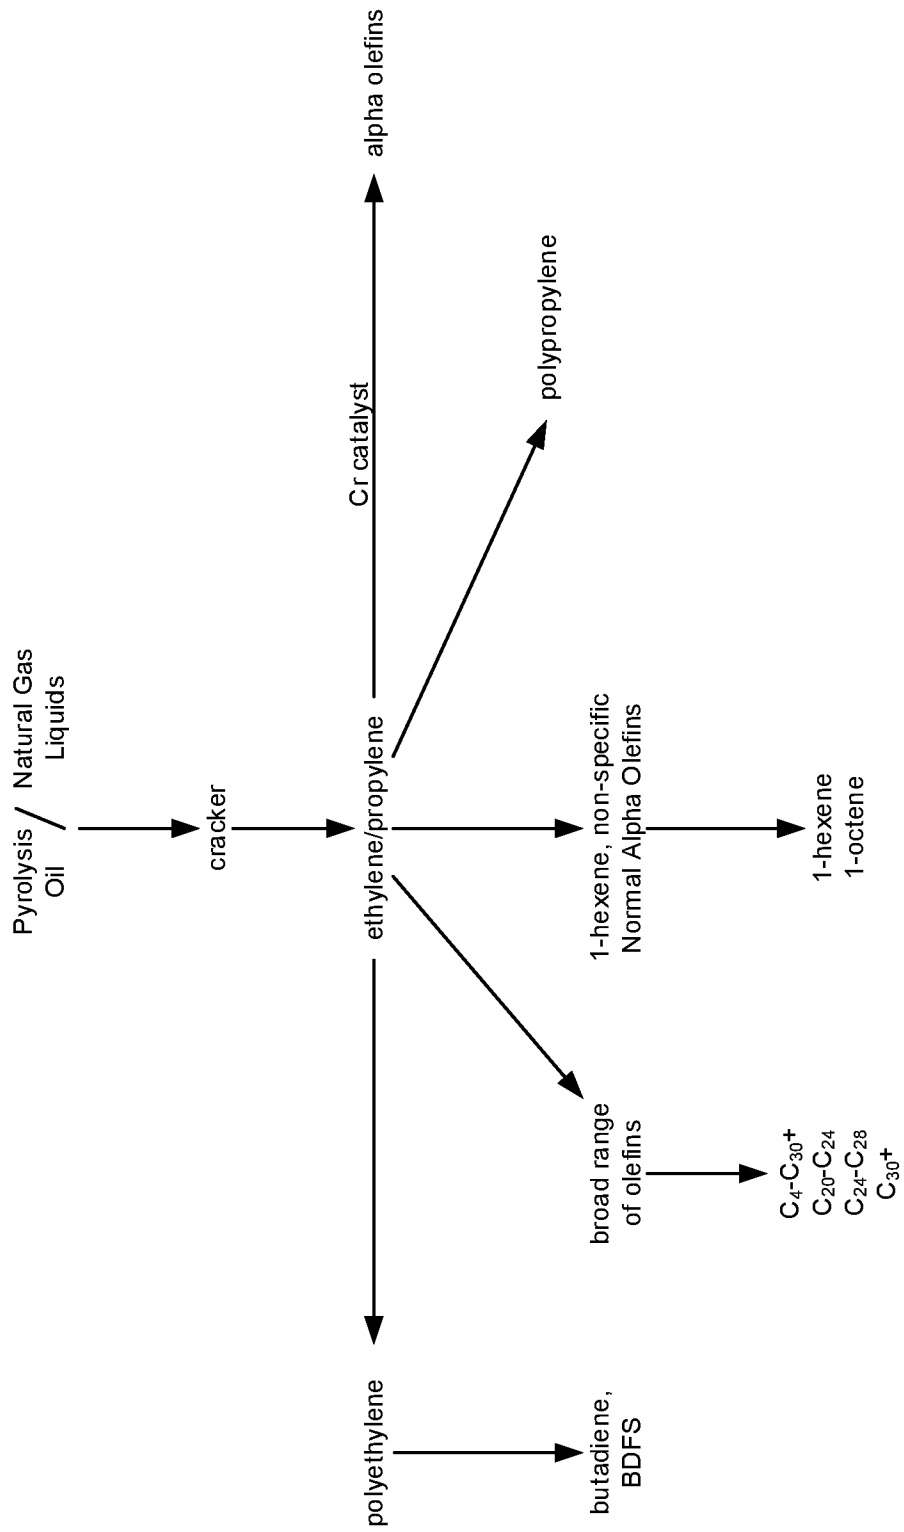 Pyrolysis / Natural Gas
Oil Liquids
cracker
polyethylene
ethylene/propylene
Cr catalyst
alpha olefins
polypropylene
butadiene,
BDFS
broad range
of olefins
1-hexene, non-specific
Normal Alpha Olefins
C₄-C₃₀+
C₂₀-C₂₄
C₂₄-C₂₈
C₃₀+
1-hexene
1-octene